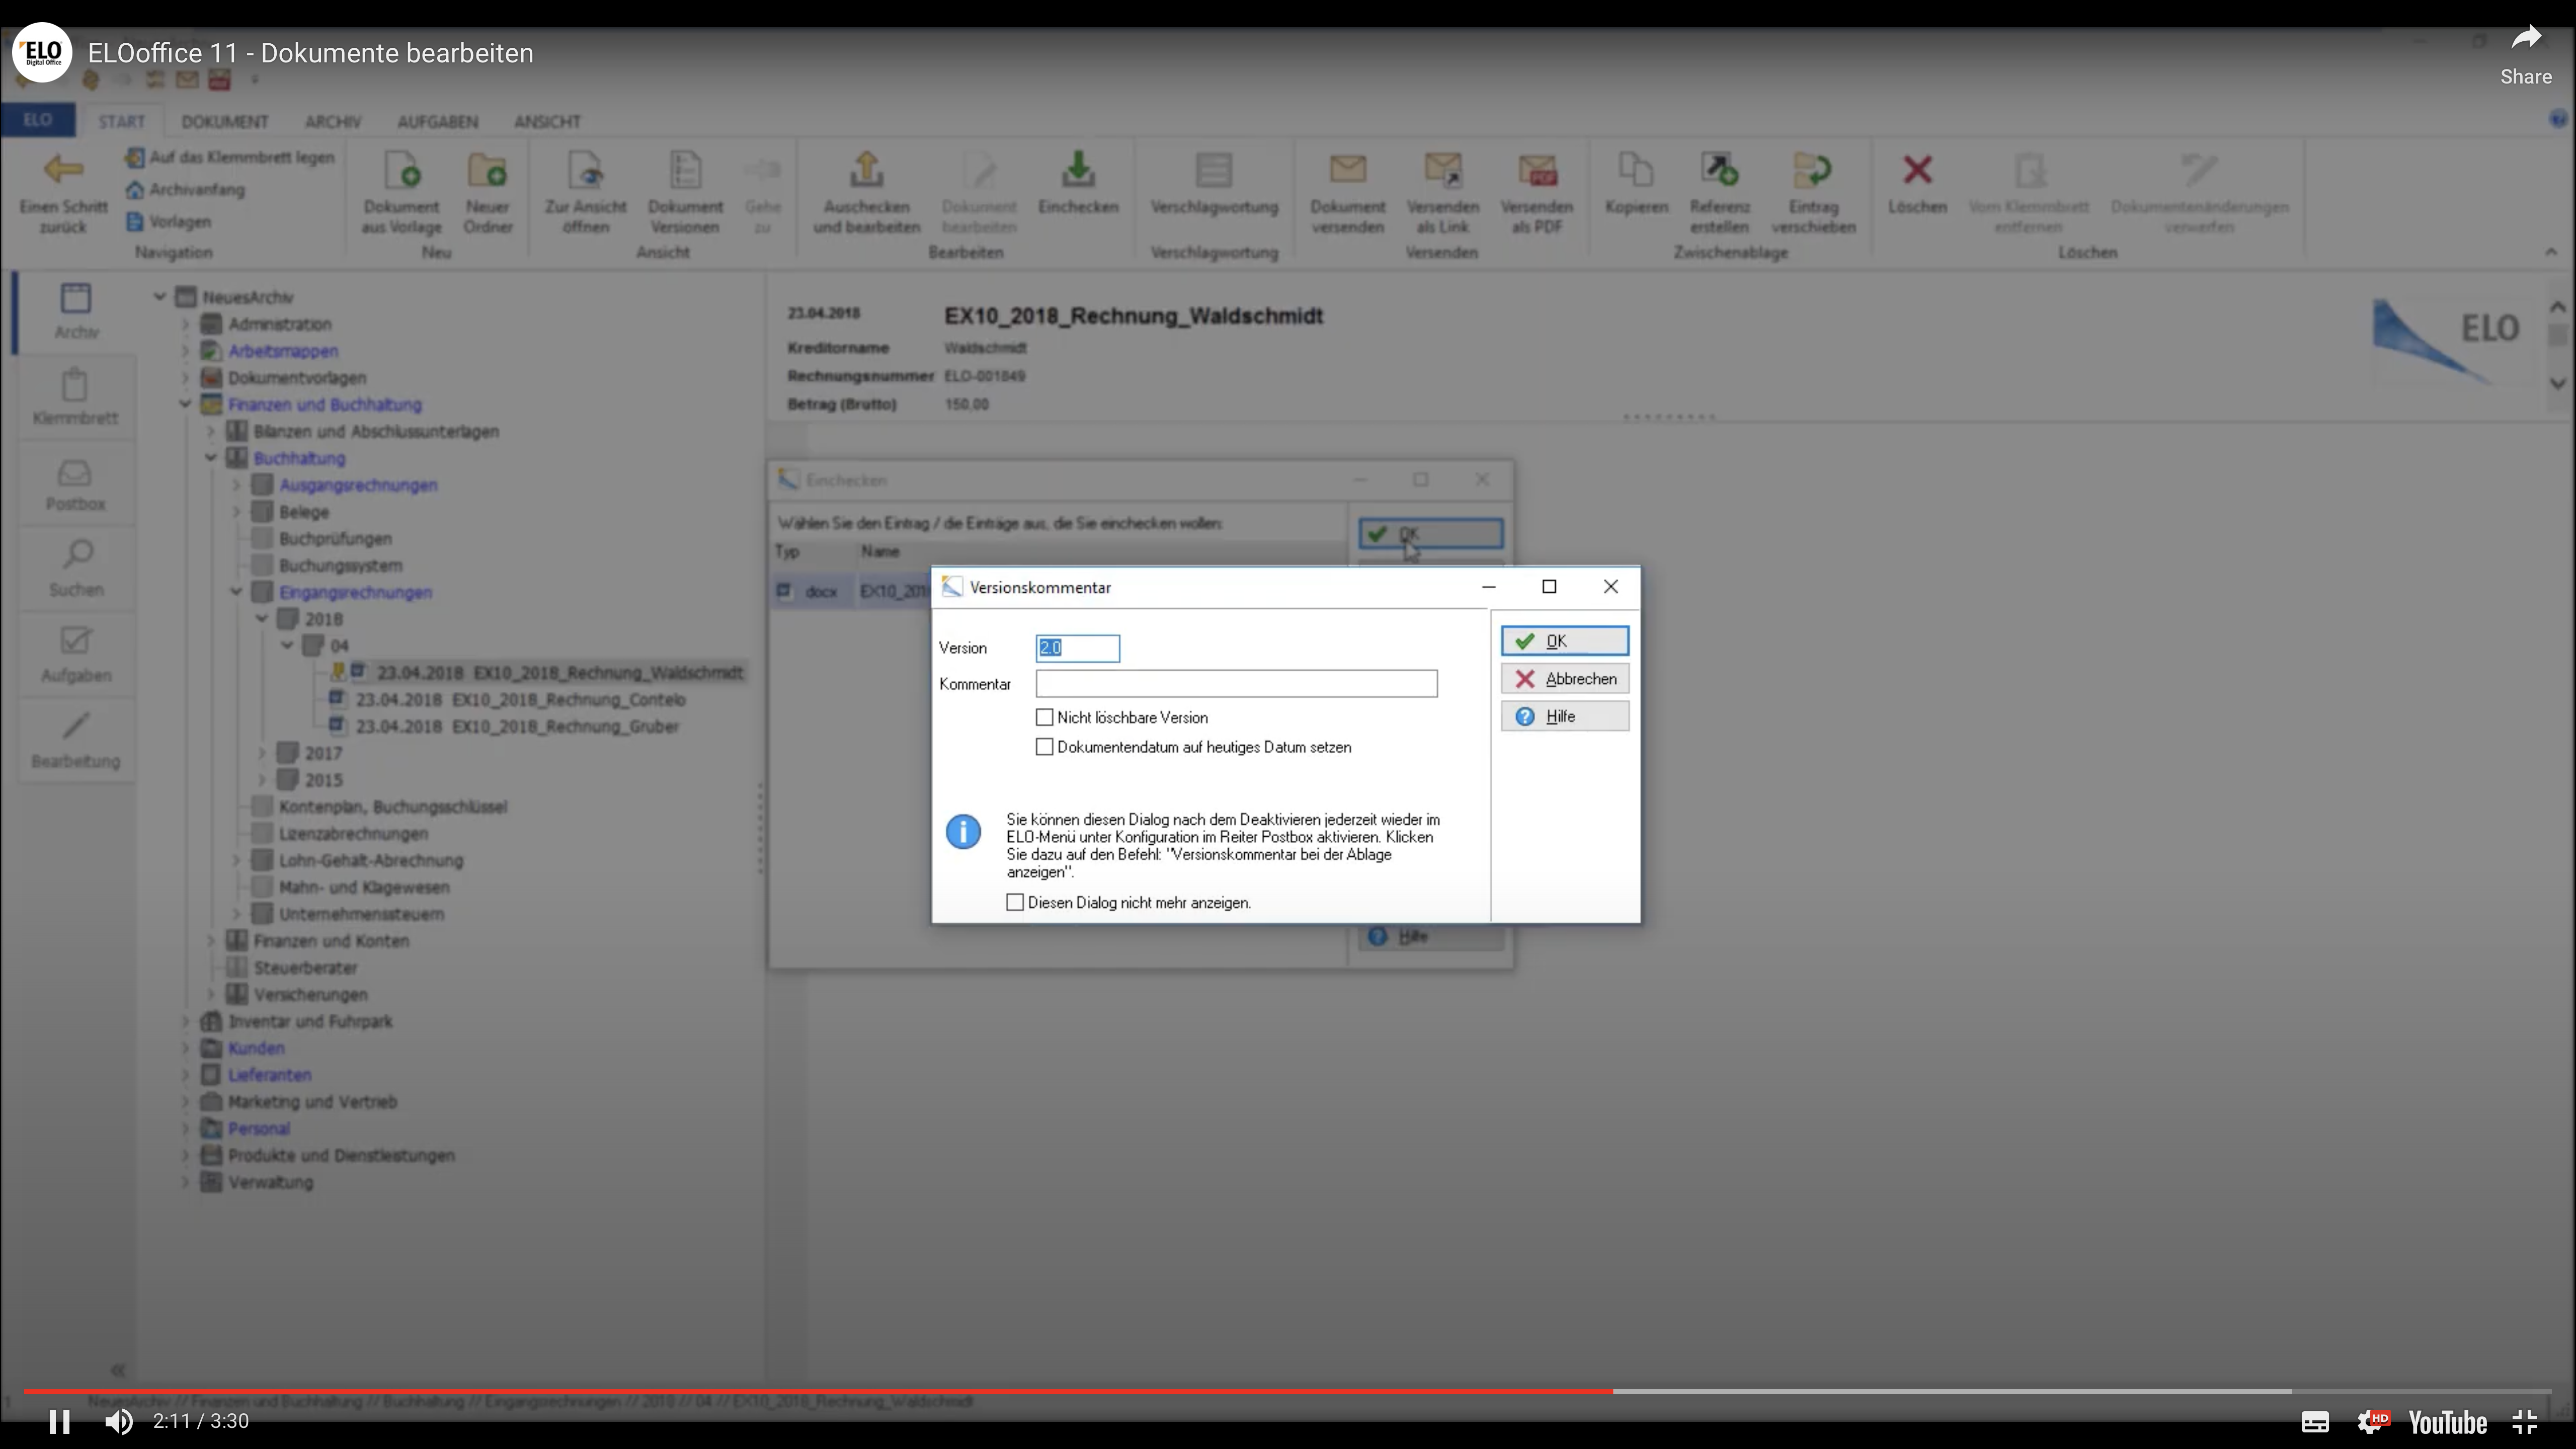 ELO
Digital Office
ELOoffice 11 - Dokumente bearbeiten
Share
ELO
START
DOKUMENT
ARCHIV
AUFGABEN
ANSICHT
Einen Schritt
zurück
Auf das Klemmbrett legen
Archivanfang
Vorlagen
Navigation
Dokument
aus Vorlage
Neuer
Ordner
Neu
Zur Ansicht
öffnen
Dokument
Versionen
Gehe
zu
Ansicht
Auschecken
und bearbeiten
Dokument
bearbeiten
Einchecken
Bearbeiten
Verschlagwortung
Verschlagwortung
Dokument
versenden
Versenden
als Link
Versenden
als PDF
Versenden
Kopieren
Referenz
erstellen
Eintrag
verschieben
Zwischenablage
Löschen
Vom Klemmbrett
entfernen
Dokumentenänderungen
verwerfen
Löschen
Archiv
Klemmbrett
Postbox
Suchen
Aufgaben
Bearbeitung
NeuesArchiv
Administration
Arbeitsmappen
Dokumentvorlagen
Finanzen und Buchhaltung
Bilanzen und Abschlussunterlagen
Buchhaltung
Ausgangsrechnungen
Belege
Buchprüfungen
Buchungssystem
Eingangsrechnungen
2018
04
23.04.2018 EX10_2018_Rechnung_Waldschmidt
23.04.2018 EX10_2018_Rechnung_Contelo
23.04.2018 EX10_2018_Rechnung_Gruber
2017
2015
Kontenplan, Buchungsschlüssel
Lizenzabrechnungen
Lohn-Gehalt-Abrechnung
Mahn- und Klagewesen
Unternehmenssteuern
Finanzen und Konten
Steuerberater
Versicherungen
Inventar und Fuhrpark
Kunden
Lieferanten
Marketing und Vertrieb
Personal
Produkte und Dienstleistungen
Verwaltung
23.04.2018 EX10_2018_Rechnung_Waldschmidt
Kreditorname Waldschmidt
Rechnungsnummer ELO-001849
Betrag (Brutto) 150,00
ELO
Einchecken
Wählen Sie den Eintrag / die Einträge aus, die Sie einchecken wollen:
Typ Name
docx EX10_201
OK
Hilfe
Versionskommentar
Version 2.0
Kommentar
Nicht löschbare Version
Dokumentendatum auf heutiges Datum setzen
Sie können diesen Dialog nach dem Deaktivieren jederzeit wieder im
ELO-Menü unter Konfiguration im Reiter Postbox aktivieren. Klicken
Sie dazu auf den Befehl: "Versionskommentar bei der Ablage
anzeigen".
Diesen Dialog nicht mehr anzeigen.
OK
Abbrechen
Hilfe
1 NeuesArchiv // Finanzen und Buchhaltung // Buchhaltung // Eingangsrechnungen // 2018 // 04 // EX10_2018_Rechnung_Waldschmidt
2:11 / 3:30
HD
YouTube